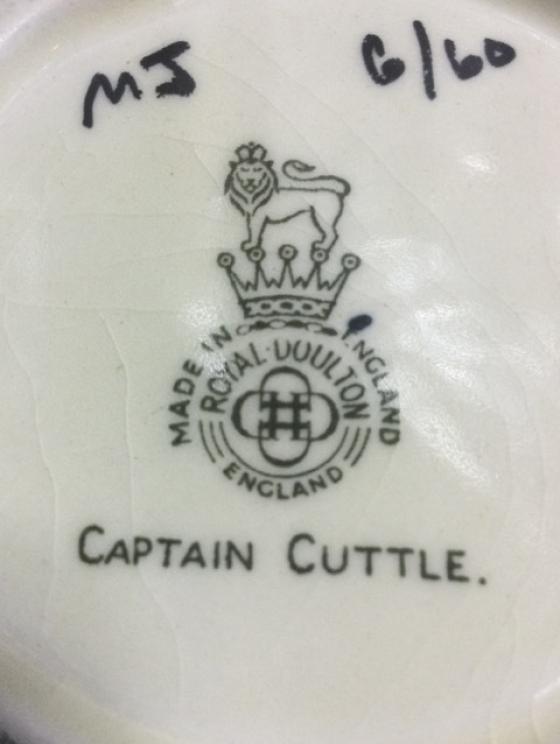 MJ 6/60
MADE IN ENGLAND
ROYAL·DOULTON
ENGLAND
CAPTAIN CUTTLE.